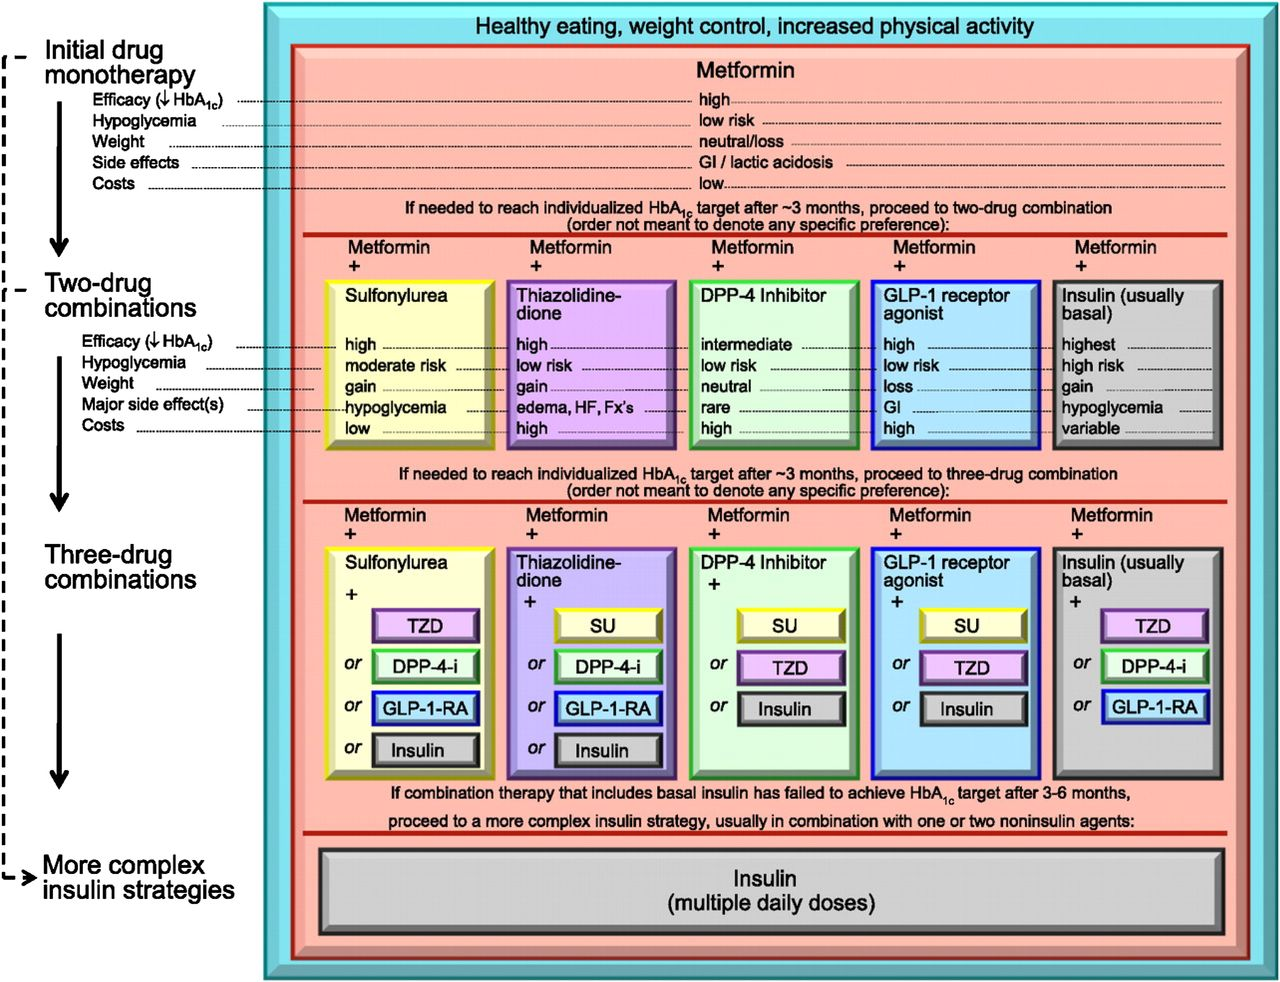 Healthy eating, weight control, increased physical activity
Initial drug
monotherapy
Metformin
Efficacy (↓ HbA1c) high
Hypoglycemia low risk
Weight neutral/loss
Side effects GI / lactic acidosis
Costs low
If needed to reach individualized HbA1c target after ~3 months, proceed to two-drug combination
(order not meant to denote any specific preference):
Two-drug
combinations
Metformin Metformin Metformin Metformin Metformin
+ + + + +
Sulfonylurea Thiazolidine- DPP-4 Inhibitor GLP-1 receptor Insulin (usually
dione agonist basal)
Efficacy (↓ HbA1c) high high intermediate high highest
Hypoglycemia moderate risk low risk low risk low risk high risk
Weight gain gain neutral loss gain
Major side effect(s) hypoglycemia edema, HF, Fx's rare GI hypoglycemia
Costs low high high high variable
If needed to reach individualized HbA1c target after ~3 months, proceed to three-drug combination
(order not meant to denote any specific preference):
Three-drug
combinations
Metformin Metformin Metformin Metformin Metformin
+ + + + +
Sulfonylurea Thiazolidine- DPP-4 Inhibitor GLP-1 receptor Insulin (usually
dione agonist basal)
+ + + + +
TZD SU SU SU TZD
or DPP-4-i or DPP-4-i or TZD or TZD or DPP-4-i
or GLP-1-RA or GLP-1-RA or Insulin or Insulin or GLP-1-RA
or Insulin or Insulin
If combination therapy that includes basal insulin has failed to achieve HbA1c target after 3-6 months,
proceed to a more complex insulin strategy, usually in combination with one or two noninsulin agents:
More complex
insulin strategies
Insulin
(multiple daily doses)